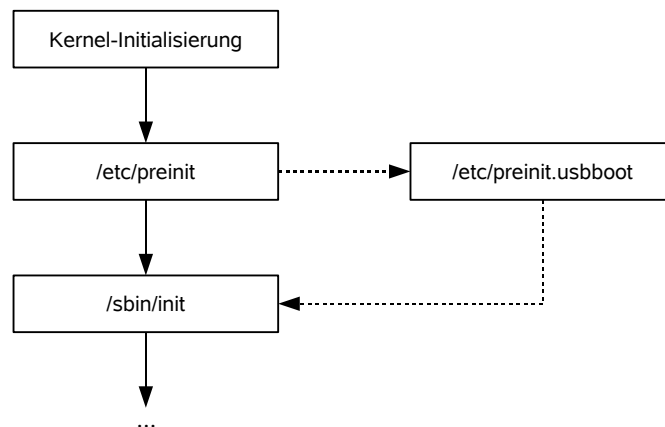 Kernel-Initialisierung
/etc/preinit
/etc/preinit.usbboot
/sbin/init
...